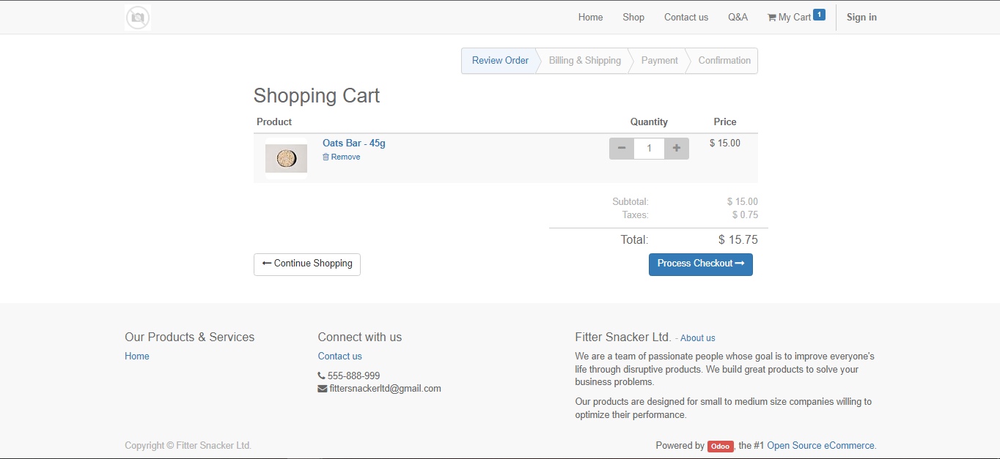 Home Shop Contact us Q&A My Cart 1 Sign in
Review Order Billing & Shipping Payment Confirmation
Shopping Cart
Product Quantity Price
Oats Bar - 45g 1 $ 15.00
Remove
Subtotal: $ 15.00
Taxes: $ 0.75
Total: $ 15.75
Continue Shopping Process Checkout
Our Products & Services
Home
Connect with us
Contact us
555-888-999
fittersnackerltd@gmail.com
Fitter Snacker Ltd. - About us
We are a team of passionate people whose goal is to improve everyone's
life through disruptive products. We build great products to solve your
business problems.
Our products are designed for small to medium size companies willing to
optimize their performance.
Copyright © Fitter Snacker Ltd.
Powered by Odoo, the #1 Open Source eCommerce.